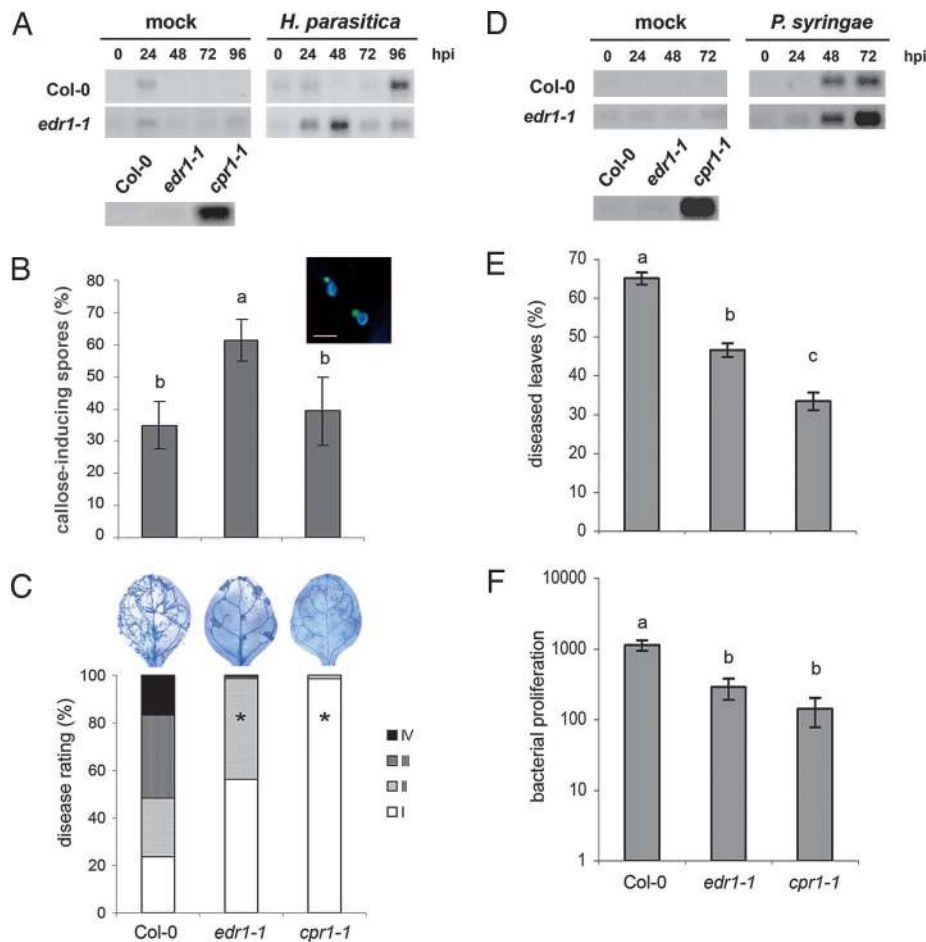 A
mock H. parasitica
0 24 48 72 96 0 24 48 72 96 hpi
Col-0
edr1-1
Col-0 edr1-1 cpr1-1
D
mock P. syringae
0 24 48 72 0 24 48 72 hpi
Col-0
edr1-1
Col-0 edr1-1 cpr1-1
B
callose-inducing spores (%)
80
70
60
50
40
30
20
10
0
b a b
C
disease rating (%)
100
80
60
40
20
0
* *
IV
III
II
I
Col-0 edr1-1 cpr1-1
E
diseased leaves (%)
70
60
50
40
30
20
10
0
a b c
F
bacterial proliferation
10000
1000
100
10
1
a b b
Col-0 edr1-1 cpr1-1